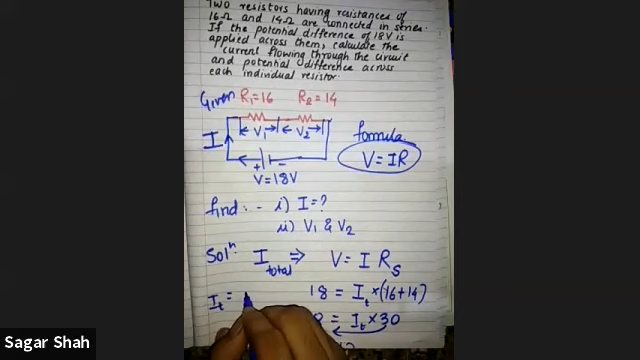 Two resistors having resistances of
16Ω and 14Ω are connected in series.
If the potential difference of 18V is
applied across them, calculate the
current flowing through the circuit
and potential difference across
each individual resistor.
Given R₁=16 R₂=14
V₁ V₂
I
+ -
V=18V
formula
V=IR
find:- i) I=?
ii) V₁ & V₂
Solⁿ. I total ⇒ V = I Rs
18 = It×(16+14)
It =
= It×30
Sagar Shah